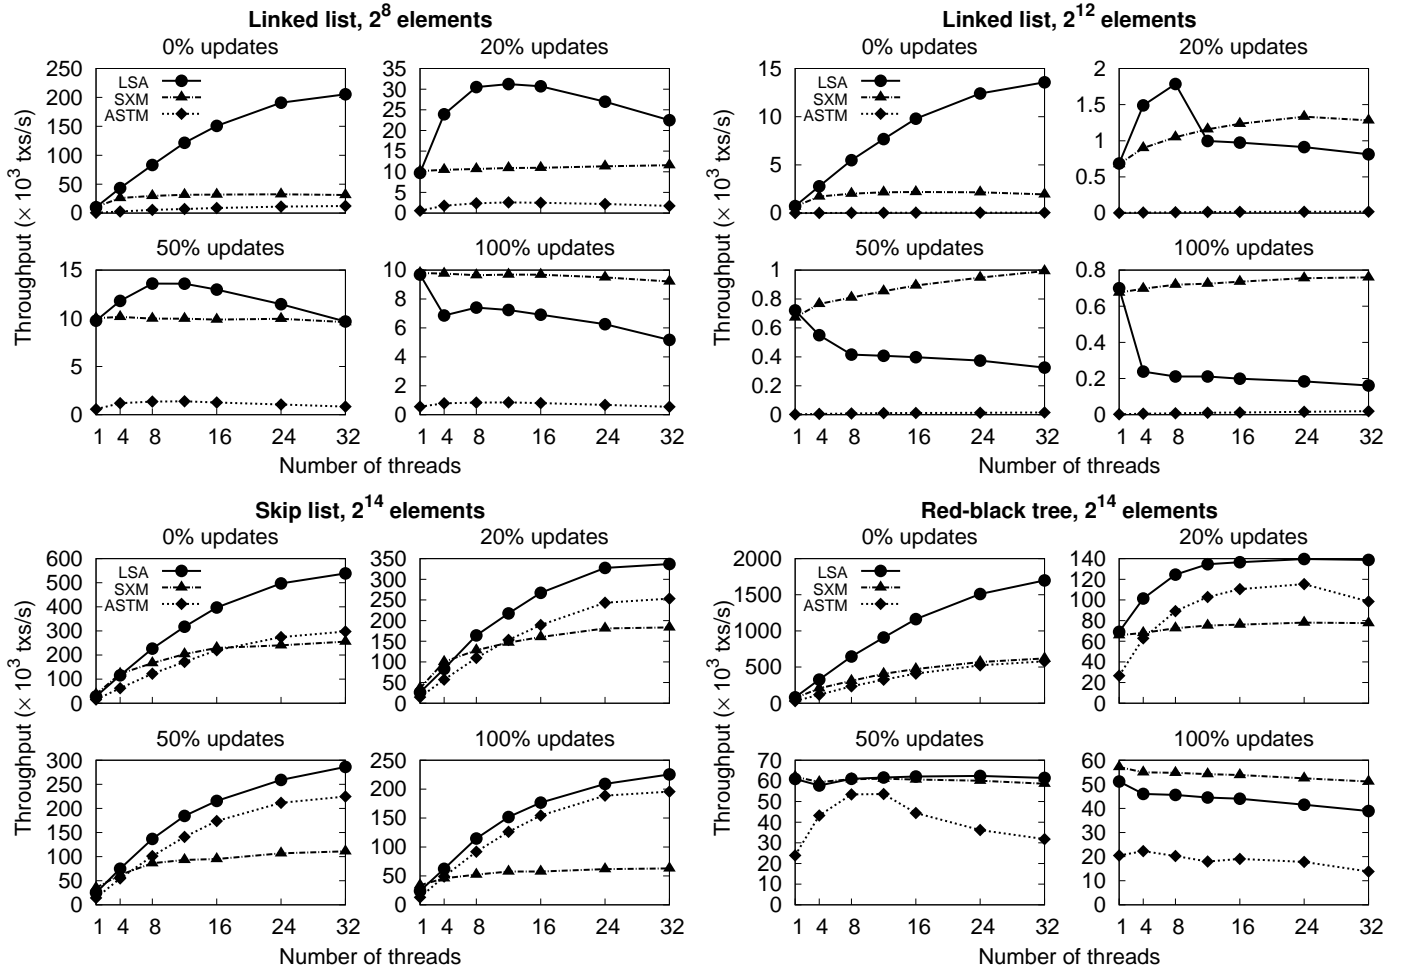 Linked list, 2^8 elements
0% updates
20% updates
LSA
SXM
ASTM
250
200
150
100
50
0
35
30
25
20
15
10
5
0
50% updates
100% updates
15
10
5
0
10
8
6
4
2
0
1 4 8 16 24 32
1 4 8 16 24 32
Throughput (× 10^3 txs/s)
Number of threads
Linked list, 2^12 elements
0% updates
20% updates
LSA
SXM
ASTM
15
10
5
0
2
1.5
1
0.5
0
50% updates
100% updates
1
0.8
0.6
0.4
0.2
0
0.8
0.6
0.4
0.2
0
1 4 8 16 24 32
1 4 8 16 24 32
Throughput (× 10^3 txs/s)
Number of threads
Skip list, 2^14 elements
0% updates
20% updates
LSA
SXM
ASTM
600
500
400
300
200
100
0
350
300
250
200
150
100
50
0
50% updates
100% updates
300
250
200
150
100
50
0
250
200
150
100
50
0
1 4 8 16 24 32
1 4 8 16 24 32
Throughput (× 10^3 txs/s)
Number of threads
Red-black tree, 2^14 elements
0% updates
20% updates
LSA
SXM
ASTM
2000
1500
1000
500
0
140
120
100
80
60
40
20
0
50% updates
100% updates
70
60
50
40
30
20
10
0
60
50
40
30
20
10
0
1 4 8 16 24 32
1 4 8 16 24 32
Throughput (× 10^3 txs/s)
Number of threads